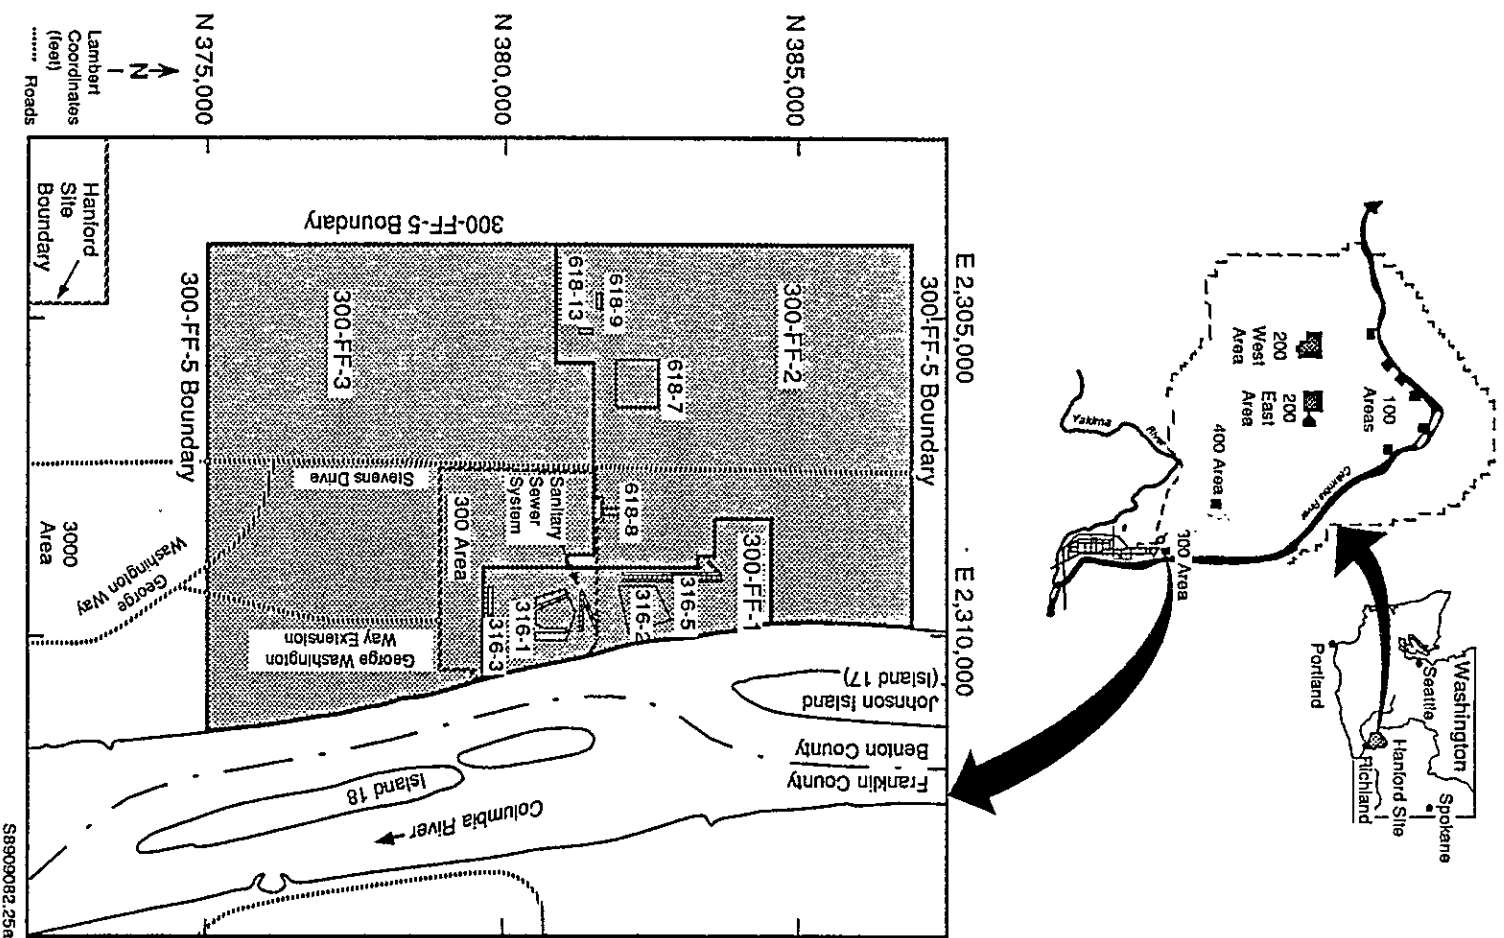 Washington
Spokane
Seattle
Hanford Site
Richland
Portland
100
Areas
200
West
Area
200
East
Area
400 Area
300 Area
Columbia River
Yakima
River
E 2,305,000
E 2,310,000
N 385,000
N 380,000
N 375,000
300-FF-5 Boundary
300-FF-5 Boundary
300-FF-5 Boundary
300-FF-2
300-FF-3
300-FF-1
618-9
618-13
618-7
618-8
316-5
316-2
316-1
316-3
Sanitary
Sewer
System
300 Area
Stevens Drive
George Washington
Way Extension
George
Washington Way
3000
Area
Johnson Island
(Island 17)
Benton County
Franklin County
Island 18
Columbia River
Hanford
Site
Boundary
N
Lambert
Coordinates
(feet)
Roads
S8909082.25a